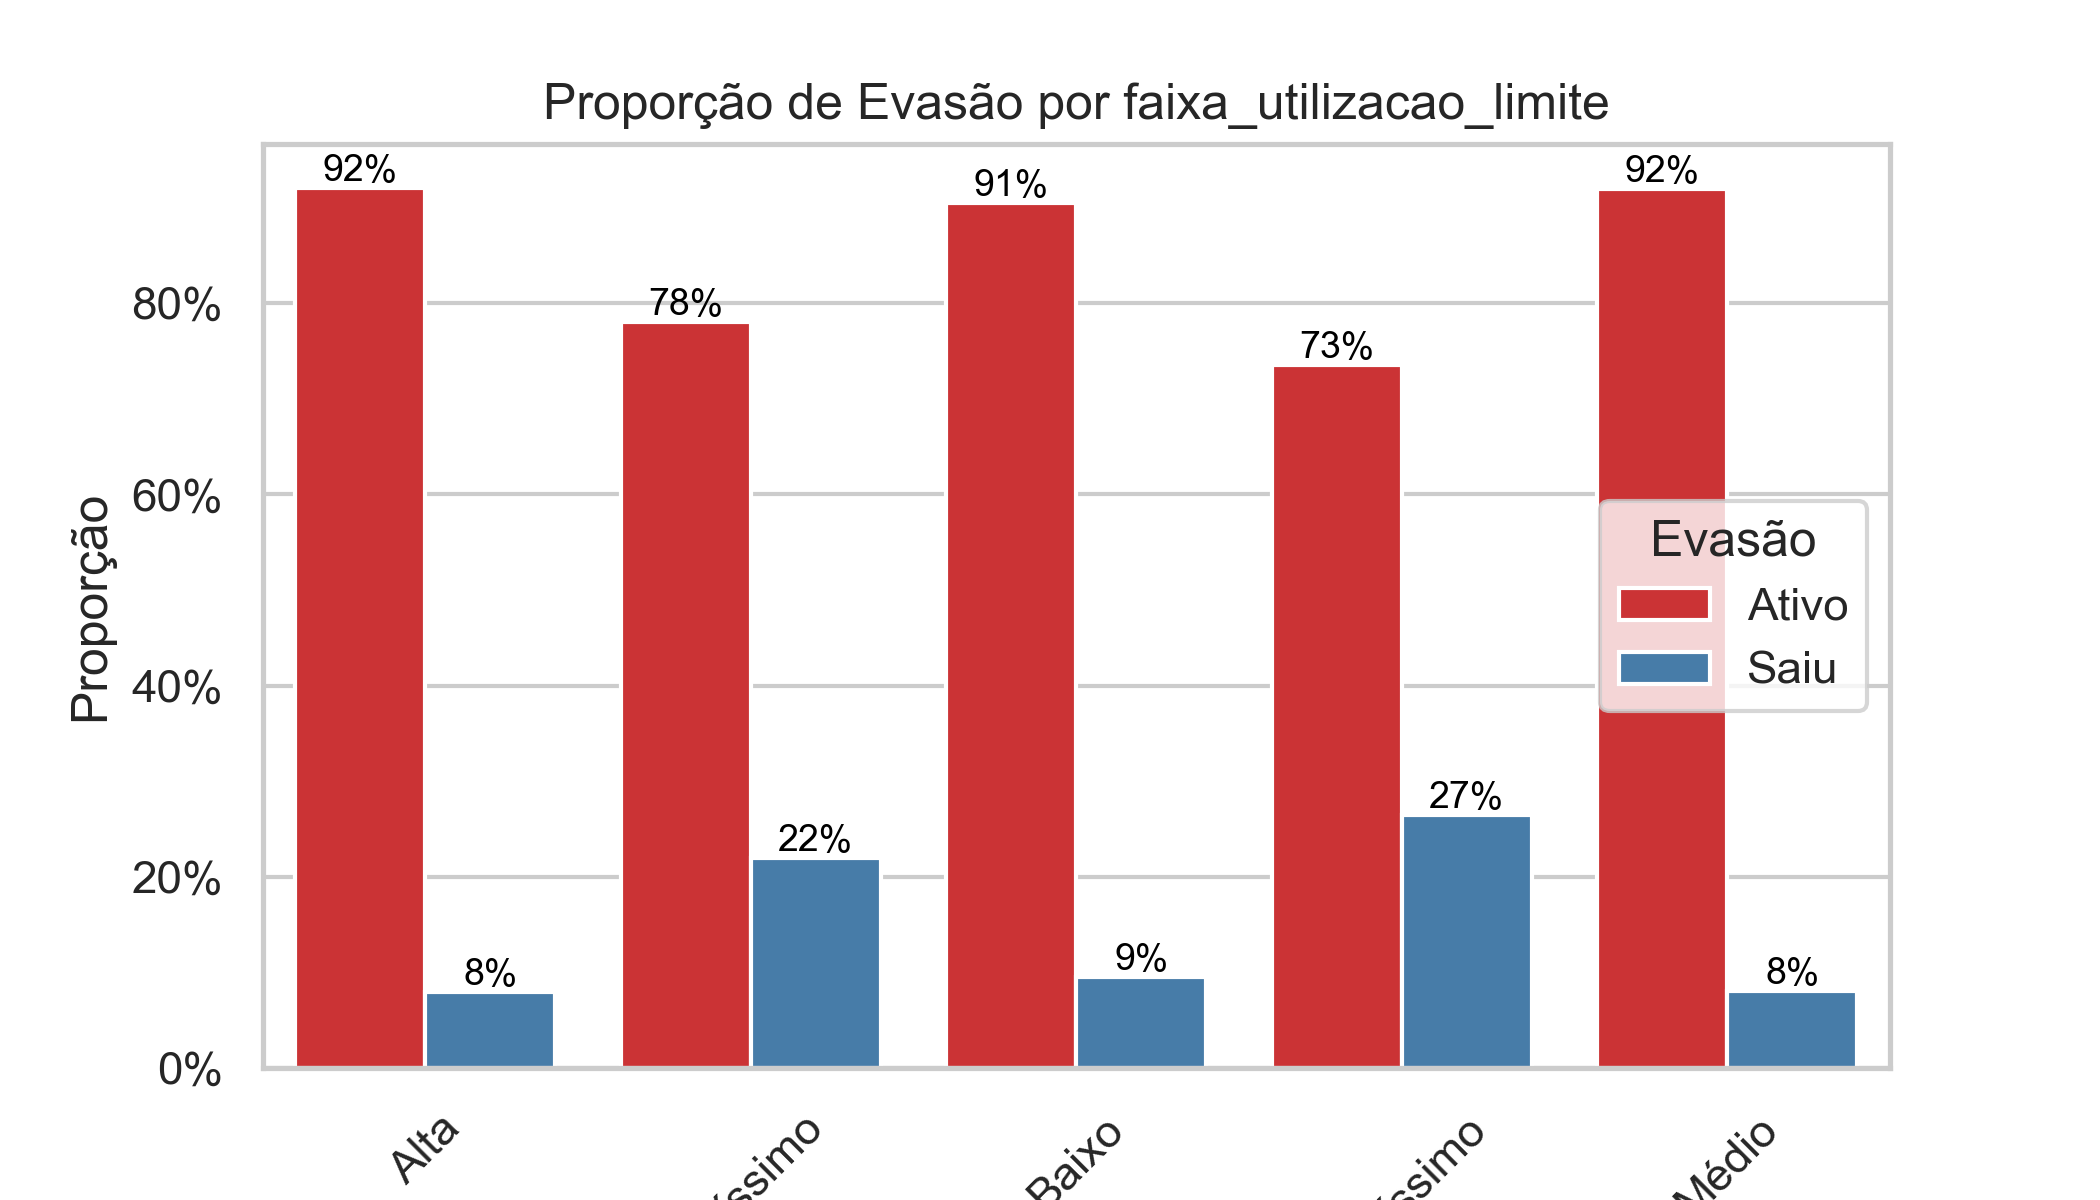 Proporção de Evasão por faixa_utilizacao_limite
92%
91%
92%
80%
78%
73%
60%
Proporção
Evasão
Ativo
Saiu
40%
27%
22%
20%
9%
8%
8%
0%
Alta
Baixo
Médio